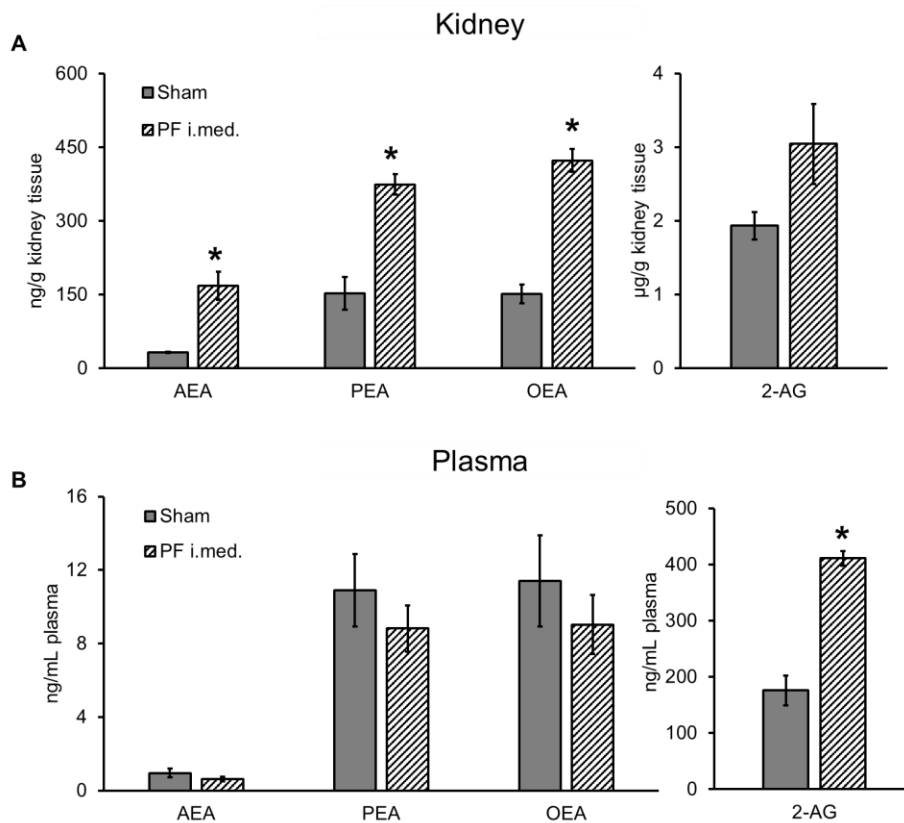 Kidney
A
600
450
300
150
0
ng/g kidney tissue
Sham
PF i.med.
*
*
*
AEA
PEA
OEA
4
3
2
1
0
µg/g kidney tissue
2-AG
Plasma
B
16
12
8
4
0
ng/mL plasma
Sham
PF i.med.
AEA
PEA
OEA
500
400
300
200
100
0
ng/mL plasma
*
2-AG